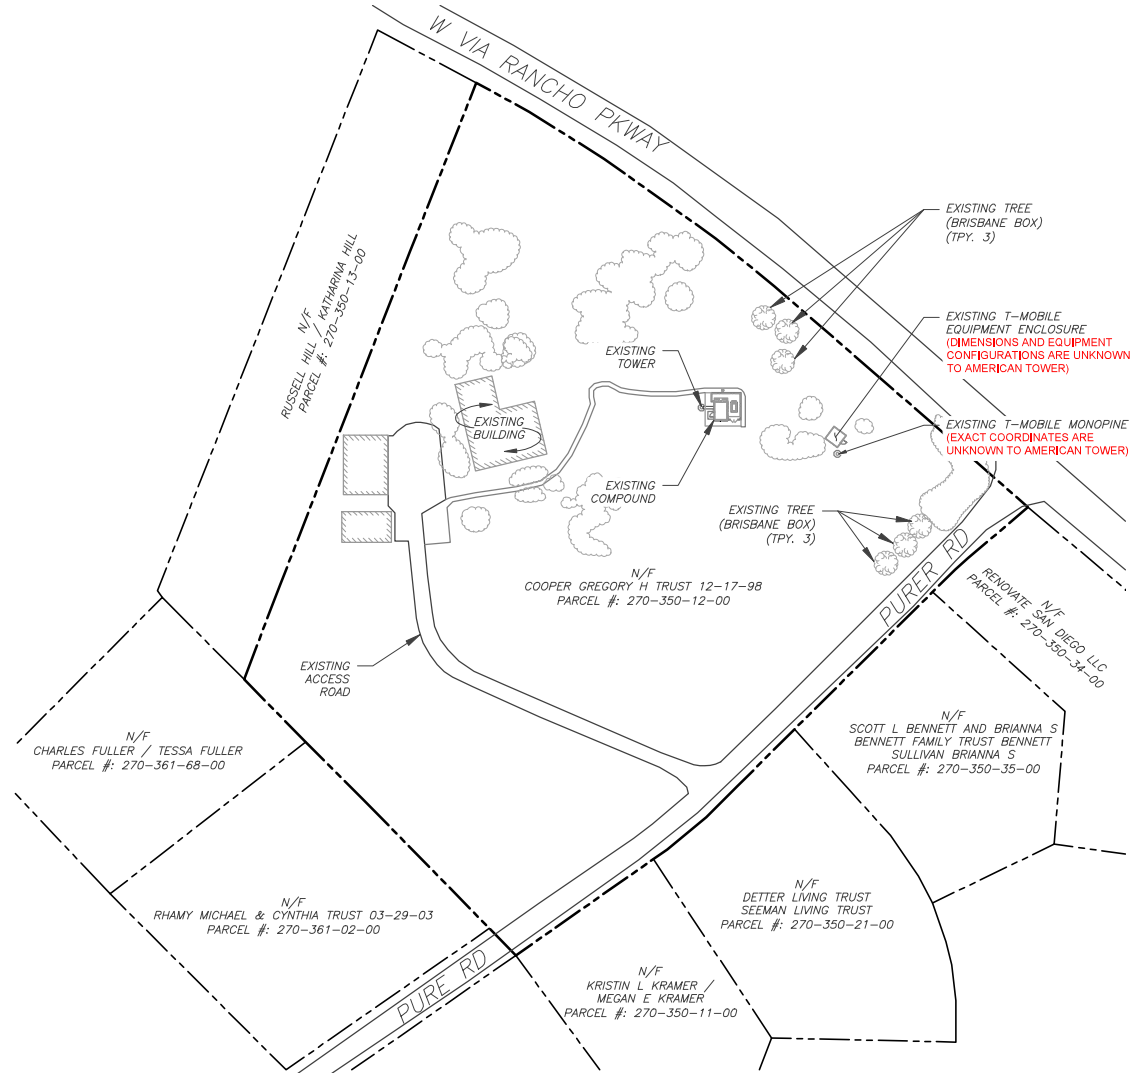 W VIA RANCHO PKWAY
EXISTING TREE
(BRISBANE BOX)
(TPY. 3)
N/F
RUSSELL HILL / KATHARINA HILL
PARCEL #: 270-350-13-00
EXISTING T-MOBILE
EQUIPMENT ENCLOSURE
(DIMENSIONS AND EQUIPMENT
CONFIGURATIONS ARE UNKNOWN
TO AMERICAN TOWER)
EXISTING
TOWER
EXISTING
BUILDING
EXISTING T-MOBILE MONOPINE
(EXACT COORDINATES ARE
UNKNOWN TO AMERICAN TOWER)
EXISTING
COMPOUND
EXISTING TREE
(BRISBANE BOX)
(TPY. 3)
N/F
COOPER GREGORY H TRUST 12-17-98
PARCEL #: 270-350-12-00
PURER RD
N/F
RENOVATE SAN DIEGO LLC
PARCEL #: 270-350-34-00
EXISTING
ACCESS
ROAD
N/F
CHARLES FULLER / TESSA FULLER
PARCEL #: 270-361-68-00
N/F
SCOTT L BENNETT AND BRIANNA S
BENNETT FAMILY TRUST BENNETT
SULLIVAN BRIANNA S
PARCEL #: 270-350-35-00
N/F
RHAMY MICHAEL & CYNTHIA TRUST 03-29-03
PARCEL #: 270-361-02-00
N/F
DETTER LIVING TRUST
SEEMAN LIVING TRUST
PARCEL #: 270-350-21-00
PURE RD
N/F
KRISTIN L KRAMER /
MEGAN E KRAMER
PARCEL #: 270-350-11-00